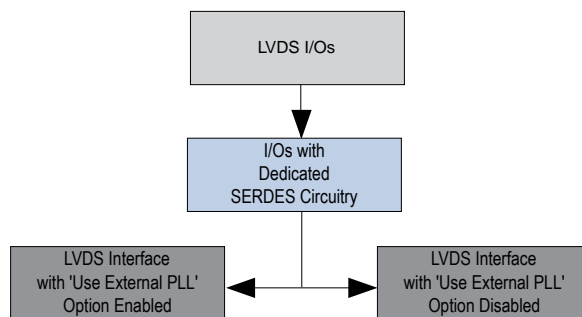 LVDS I/Os
I/Os with
Dedicated
SERDES Circuitry
LVDS Interface
with 'Use External PLL'
Option Enabled
LVDS Interface
with 'Use External PLL'
Option Disabled